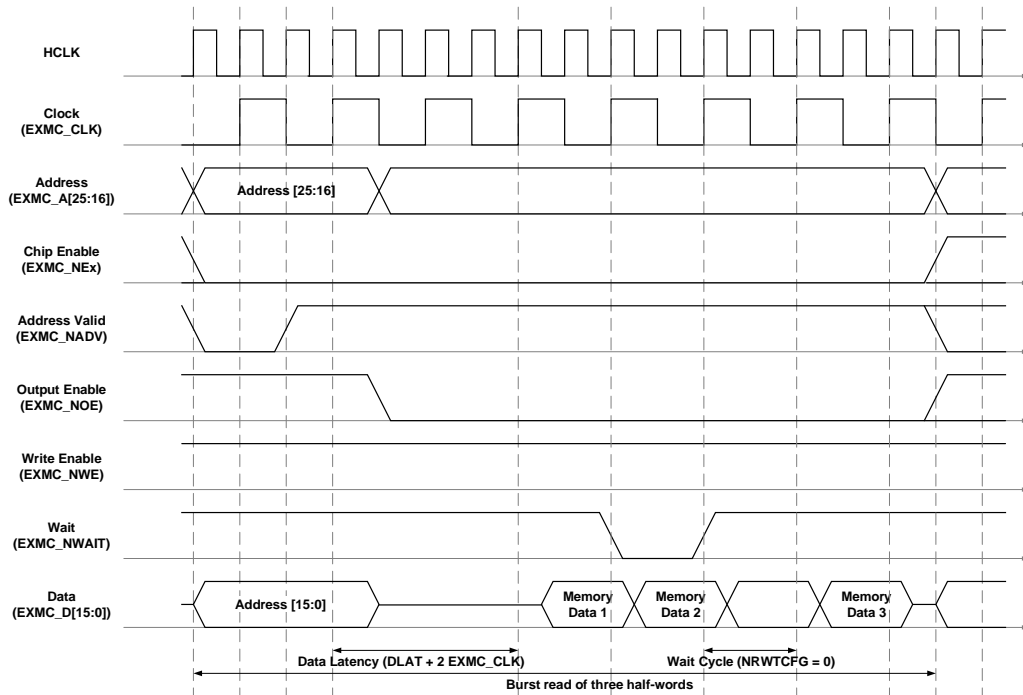 HCLK
Clock
(EXMC_CLK)
Address
(EXMC_A[25:16])
Address [25:16]
Chip Enable
(EXMC_NEx)
Address Valid
(EXMC_NADV)
Output Enable
(EXMC_NOE)
Write Enable
(EXMC_NWE)
Wait
(EXMC_NWAIT)
Data
(EXMC_D[15:0])
Address [15:0]
Memory
Data 1
Memory
Data 2
Memory
Data 3
Data Latency (DLAT + 2 EXMC_CLK)
Wait Cycle (NRWTCFG = 0)
Burst read of three half-words